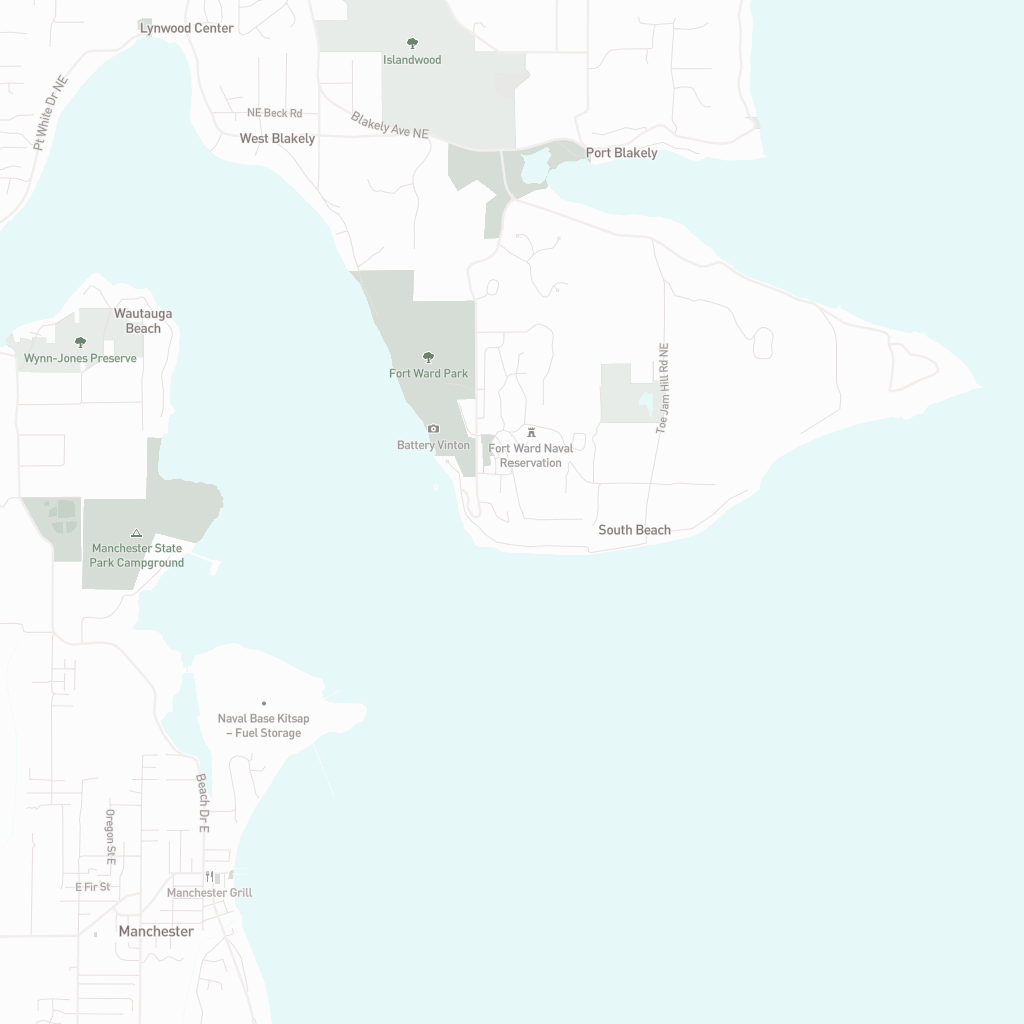 Lynwood Center
Islandwood
Pt White Dr NE
NE Beck Rd
Blakely Ave NE
West Blakely
Port Blakely
Wautauga
Beach
Wynn-Jones Preserve
Fort Ward Park
Toe Jam Hill Rd NE
Battery Vinton
Fort Ward Naval
Reservation
South Beach
Manchester State
Park Campground
Naval Base Kitsap
– Fuel Storage
Beach Dr E
Oregon St E
E Fir St
Manchester Grill
Manchester